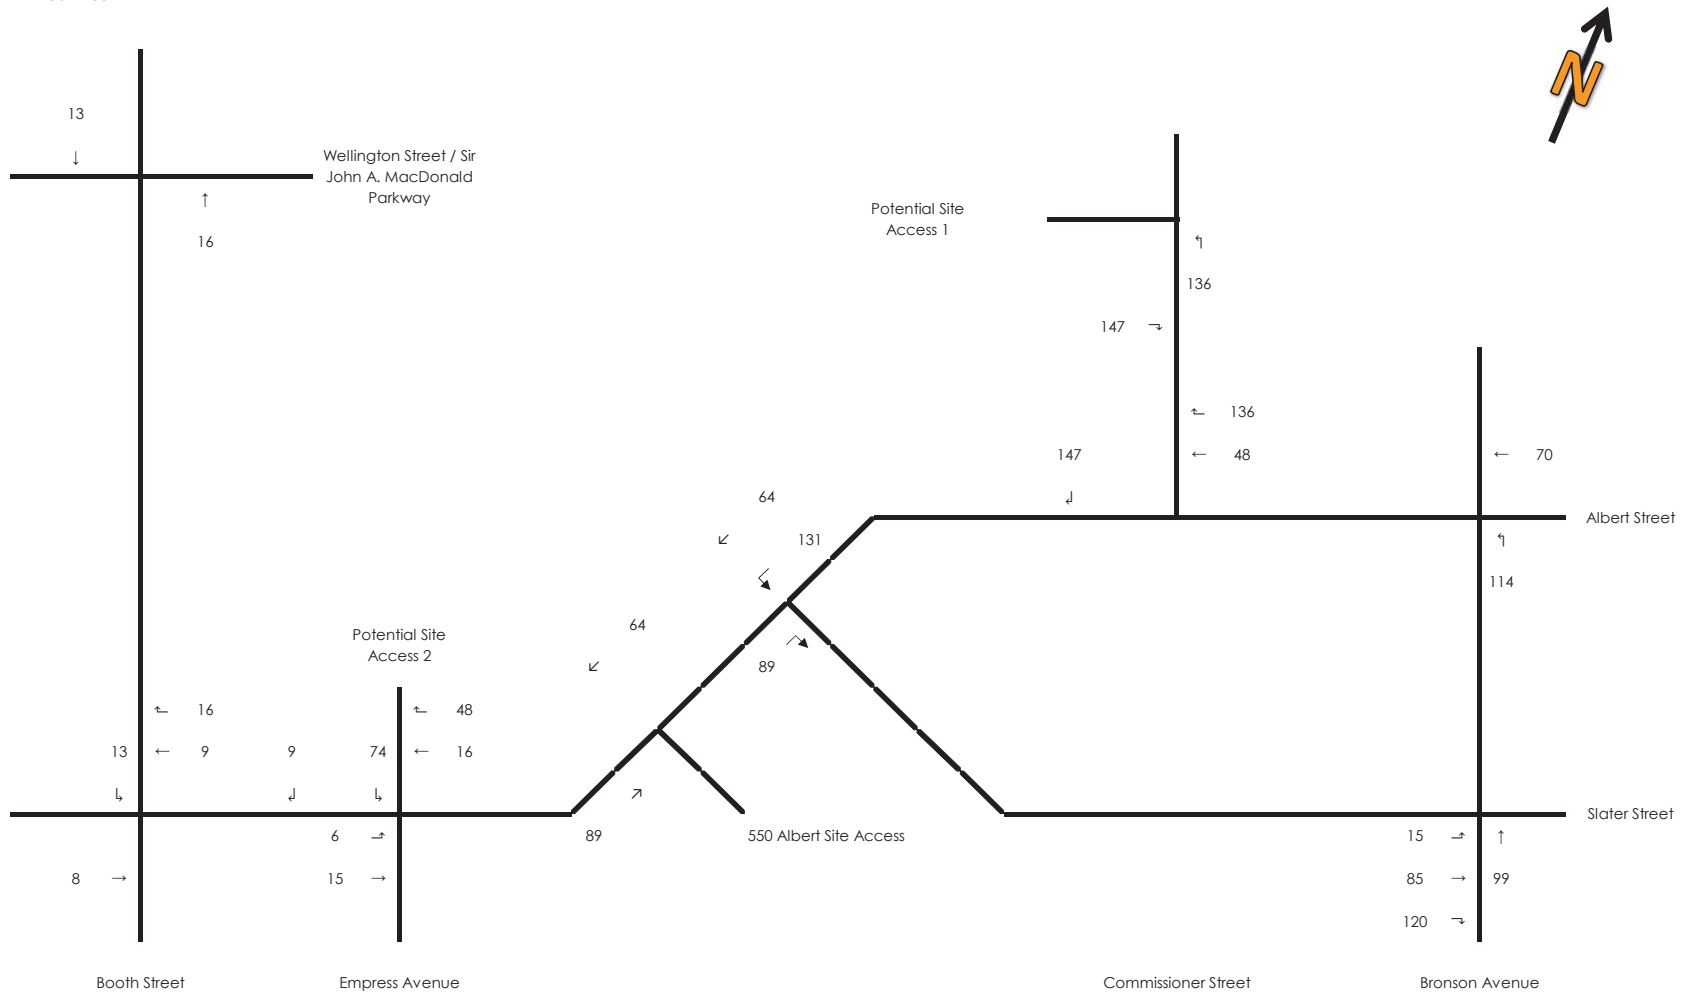 N
13
↓
Wellington Street / Sir
John A. MacDonald
Parkway
↑
16
Potential Site
Access 1
↰
136
147 ↴
⬑ 136
147
← 48
← 70
64
↲
Albert Street
↙ 131
↰
114
64
Potential Site
Access 2
↙
89
16
48
13 ← 9
9
74 ← 16
↳
↲
↳
↗
Slater Street
6
89
550 Albert Site Access
15 ↑
8 →
15 →
85 → 99
120 ↴
Booth Street
Empress Avenue
Commissioner Street
Bronson Avenue